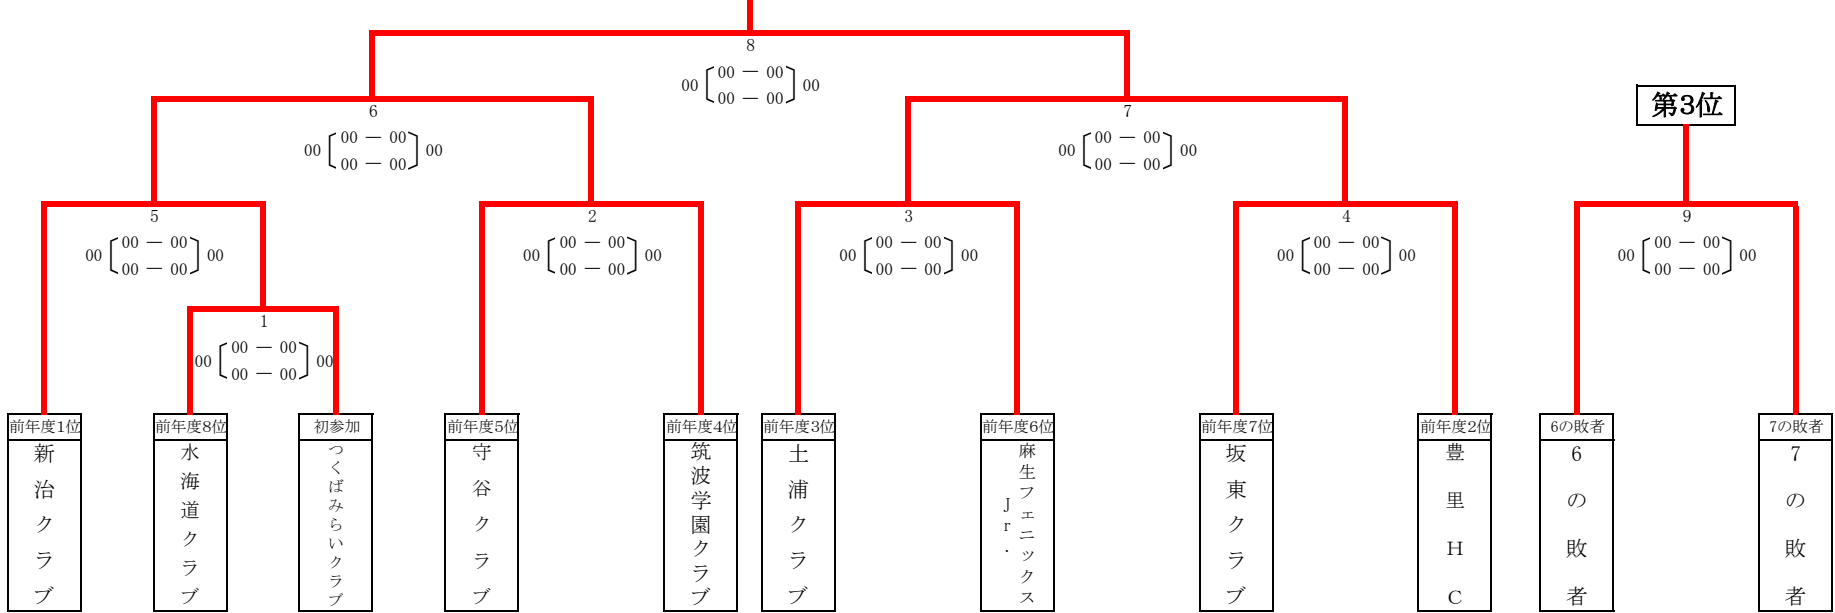 8
00 00 － 00 00
00 － 00
第3位
6
00 00 － 00 00
00 － 00
7
00 00 － 00 00
00 － 00
5
00 00 － 00 00
00 － 00
2
00 00 － 00 00
00 － 00
3
00 00 － 00 00
00 － 00
4
00 00 － 00 00
00 － 00
9
00 00 － 00 00
00 － 00
1
00 00 － 00 00
00 － 00
前年度1位
新治クラブ
前年度8位
水海道クラブ
初参加
つくばみらいクラブ
前年度5位
守谷クラブ
前年度4位
筑波学園クラブ
前年度3位
土浦クラブ
前年度6位
麻生フェニックス
Jr.
前年度7位
坂東クラブ
前年度2位
豊里HC
6の敗者
6の敗者
7の敗者
7の敗者